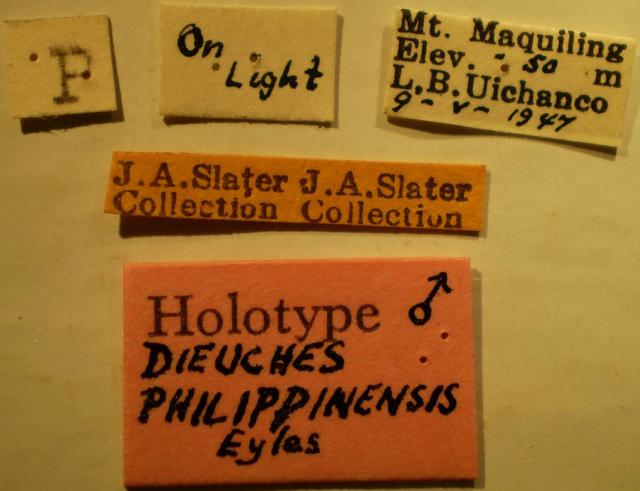 P
On
Light
Mt. Maquiling
Elev. - 50 m
L.B.Uichanco
9 - V - 1947
J.A.Slater J.A.Slater
Collection Collection
Holotype ♂
DIEUCHES
PHILIPPINENSIS
Eyles